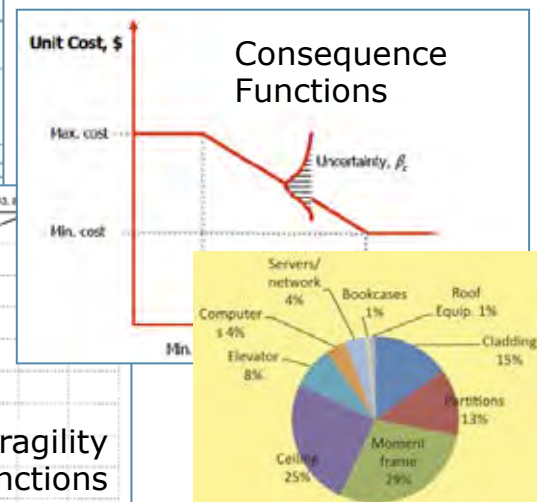 Unit Cost, $
Consequence
Functions
Max. cost
Uncertainty, βc
Min. cost
Min.
Servers/
network
4%
Bookcases
1%
Roof
Equip. 1%
Computer
s 4%
Cladding
15%
Elevator
8%
Partitions
13%
Ceiling
25%
Moment
frame
29%
ragility
nctions